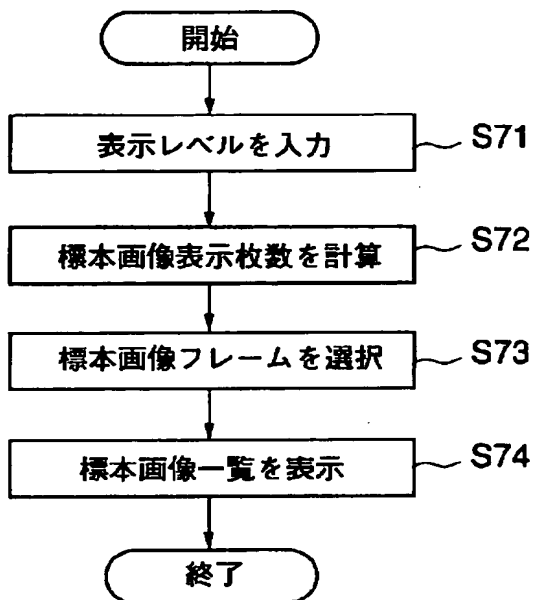 開始
表示レベルを入力 S71
標本画像表示枚数を計算 S72
標本画像フレームを選択 S73
標本画像一覧を表示 S74
終了